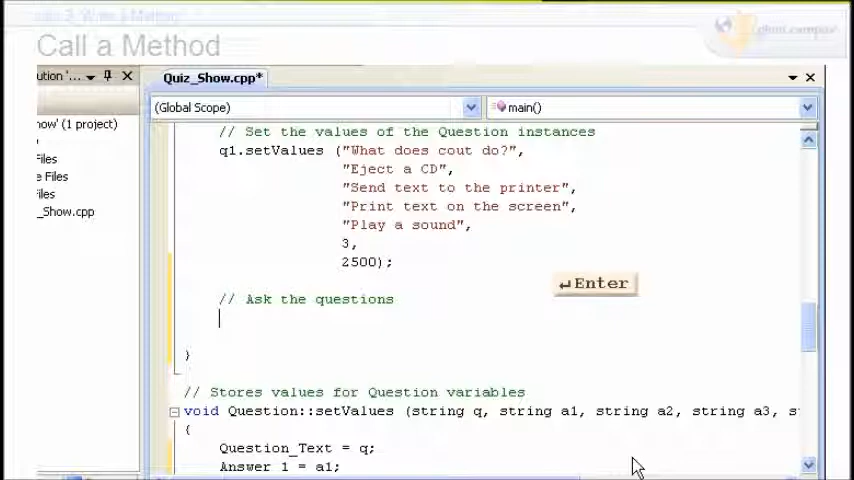 Call a Method
ution '...
Quiz_Show.cpp*
(Global Scope)
main()
how' (1 project)
Files
e Files
iles
_Show.cpp
// Set the values of the Question instances
q1.setValues ("What does cout do?",
"Eject a CD",
"Send text to the printer",
"Print text on the screen",
"Play a sound",
3,
2500);
Enter
// Ask the questions
}
// Stores values for Question variables
void Question::setValues (string q, string a1, string a2, string a3, s
{
Question_Text = q;
Answer_1 = a1;